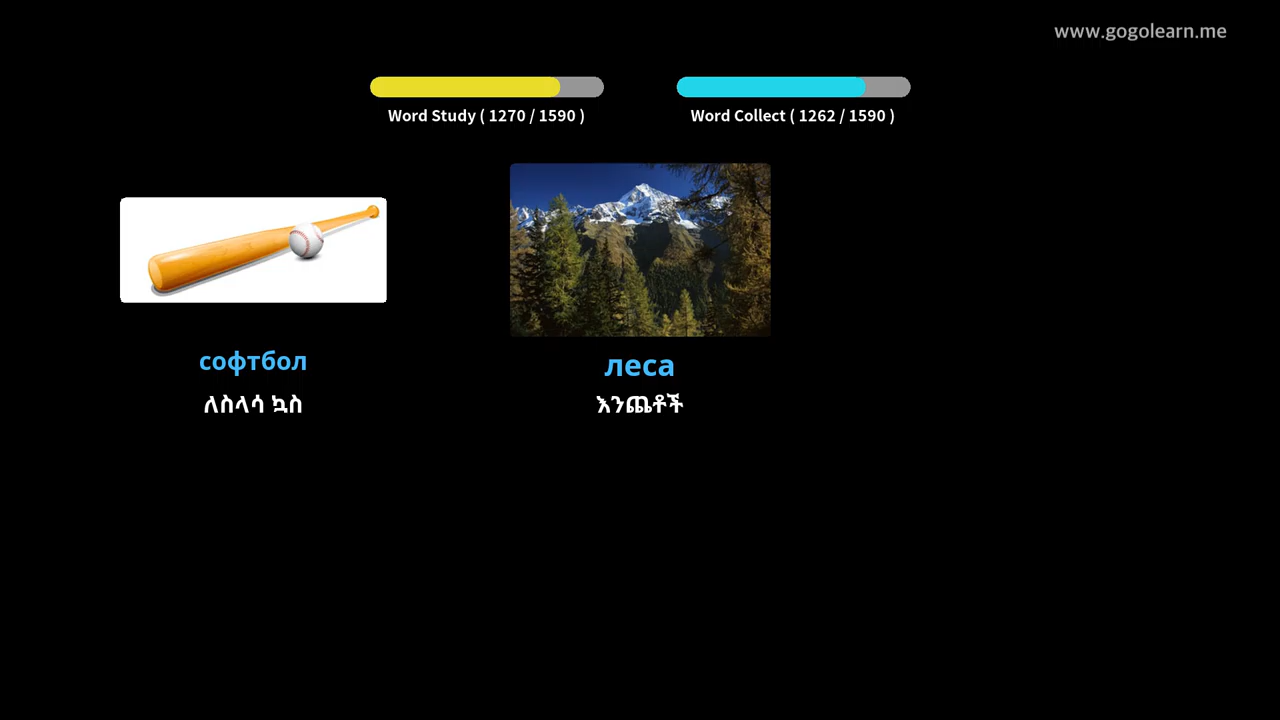 www.gogolearn.me
Word Study ( 1270 / 1590 )
Word Collect ( 1262 / 1590 )
софтбол
ለስላሳ ኳስ
леса
እንጨቶች